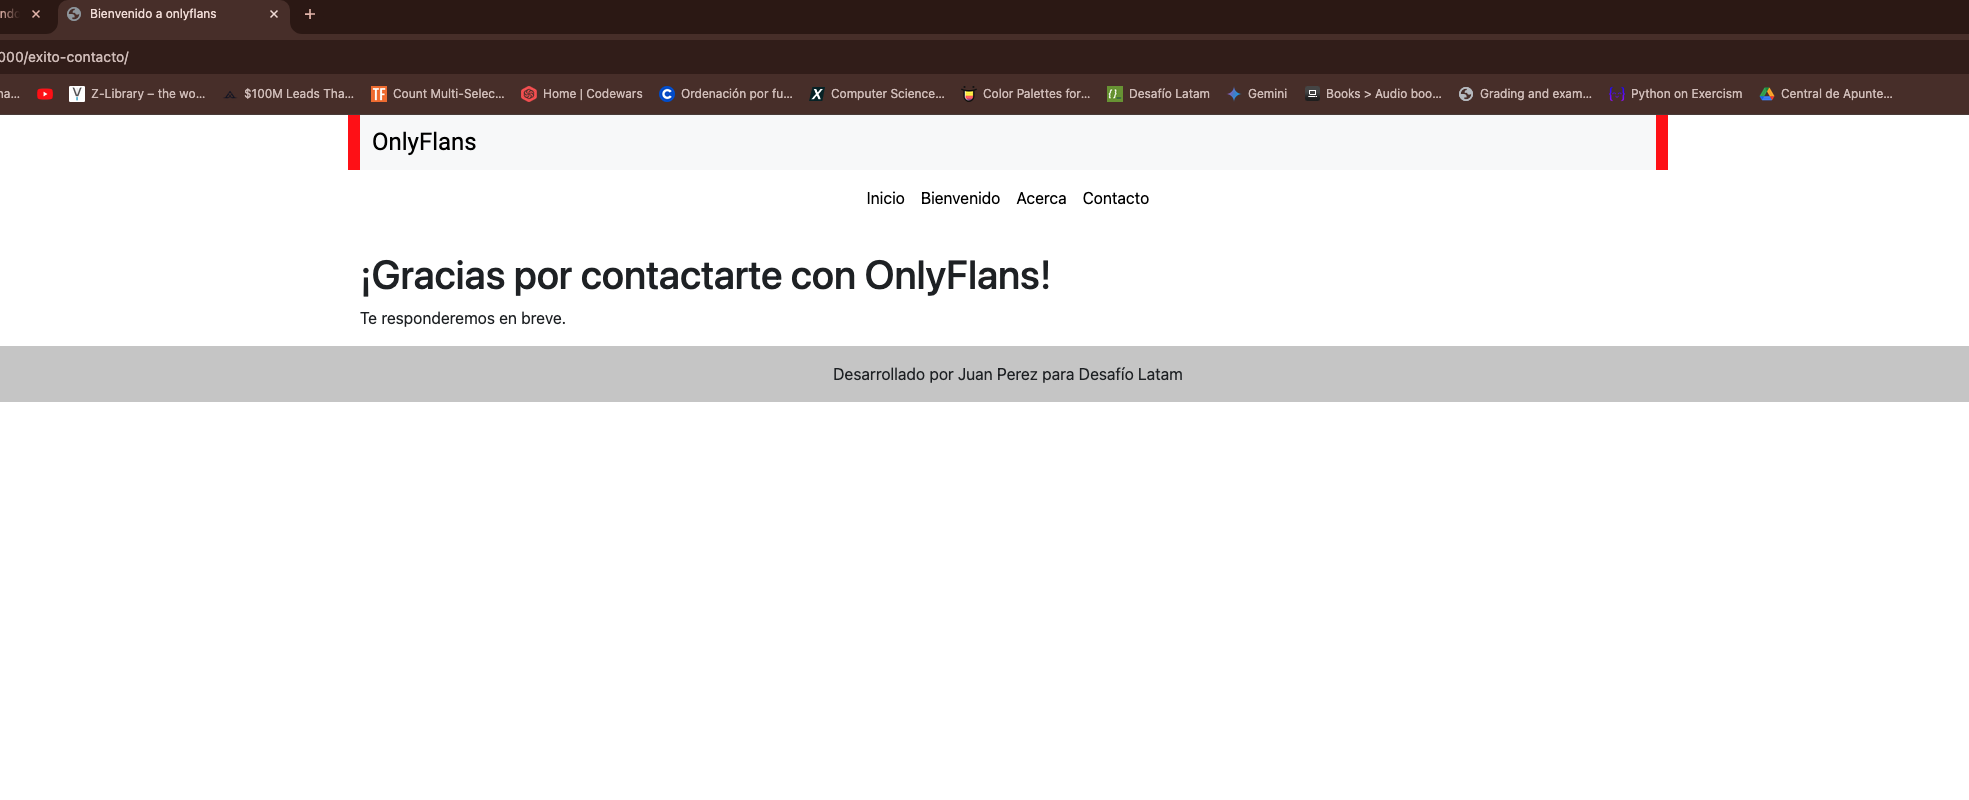 Bienvenido a onlyflans
000/exito-contacto/
Z-Library – the wo... $100M Leads Tha... Count Multi-Selec... Home | Codewars Ordenación por fu... Computer Science... Color Palettes for... Desafío Latam Gemini Books > Audio boo... Grading and exam... Python on Exercism Central de Apunte...
OnlyFlans
Inicio Bienvenido Acerca Contacto
¡Gracias por contactarte con OnlyFlans!
Te responderemos en breve.
Desarrollado por Juan Perez para Desafío Latam